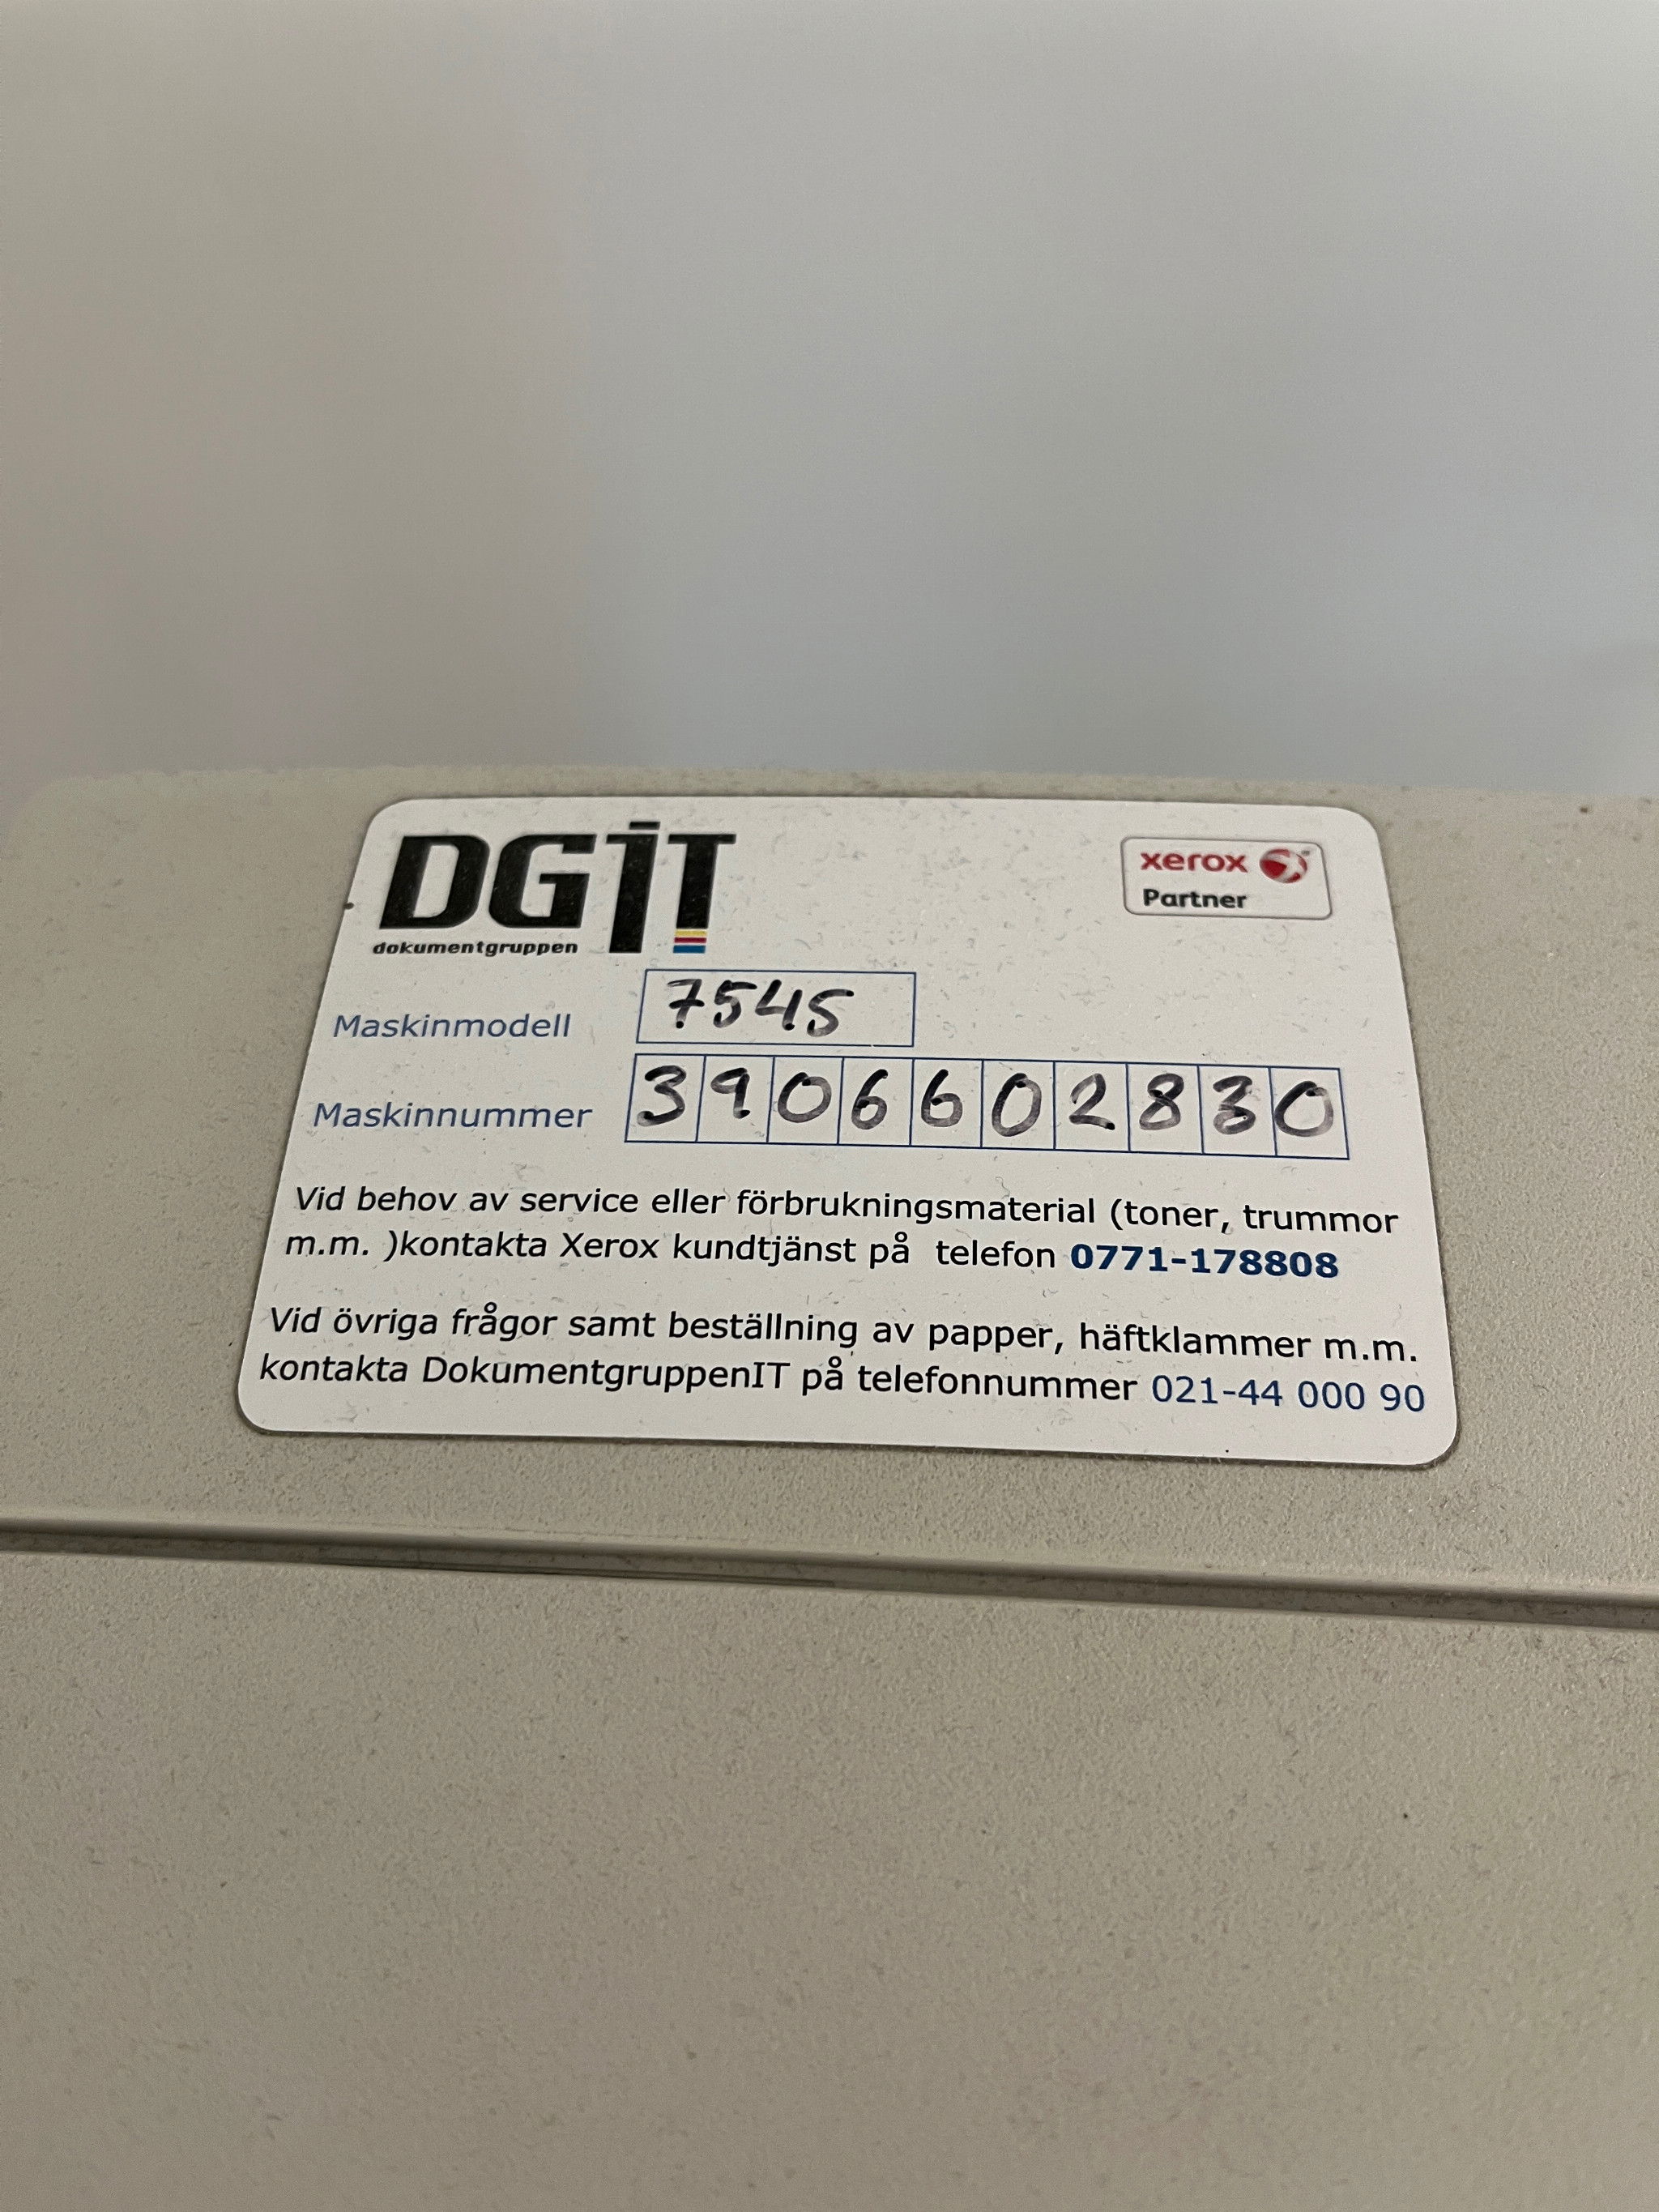 DGIT
dokumentgruppen
xerox
Partner
Maskinmodell 7545
Maskinnummer 3906602830
Vid behov av service eller förbrukningsmaterial (toner, trummor
m.m. )kontakta Xerox kundtjänst på telefon 0771-178808
Vid övriga frågor samt beställning av papper, häftklammer m.m.
kontakta DokumentgruppenIT på telefonnummer 021-44 000 90